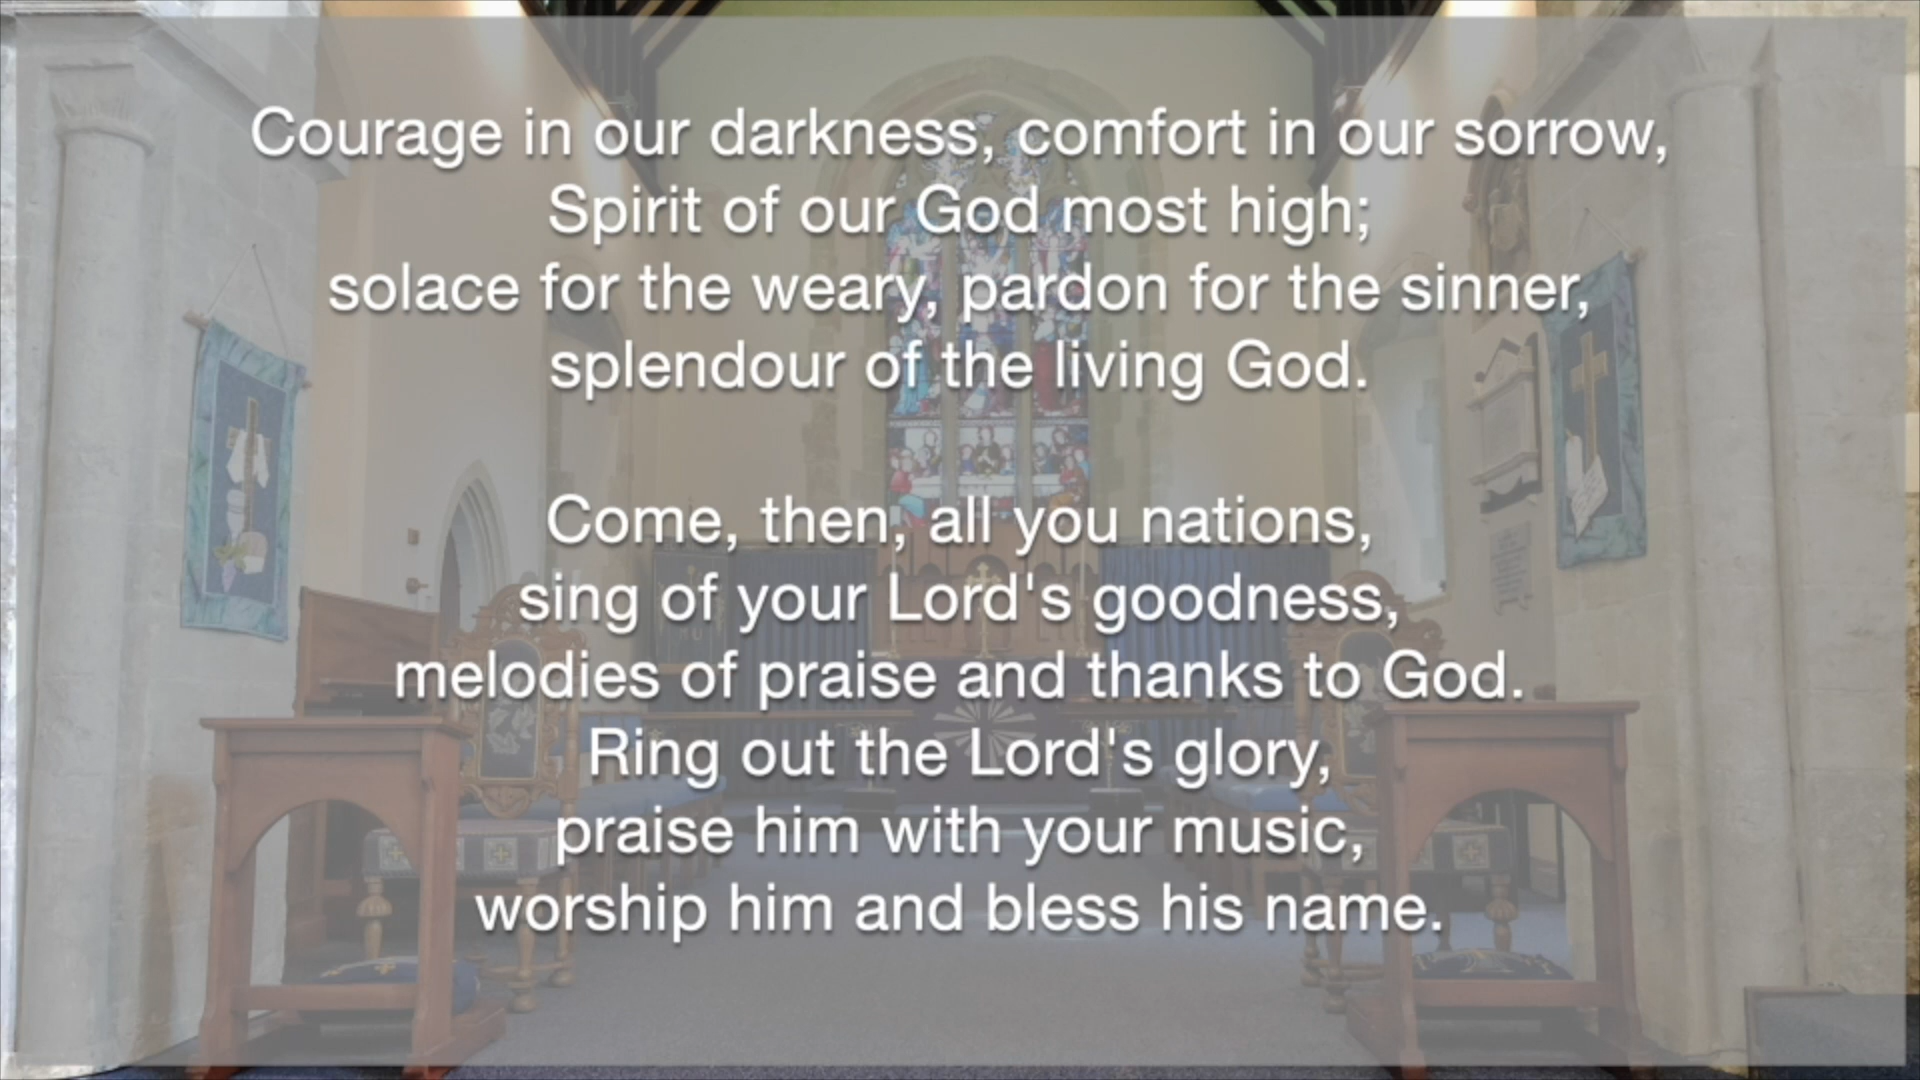 Courage in our darkness, comfort in our sorrow,
Spirit of our God most high;
solace for the weary, pardon for the sinner,
splendour of the living God.
Come, then, all you nations,
sing of your Lord's goodness,
melodies of praise and thanks to God.
Ring out the Lord's glory,
praise him with your music,
worship him and bless his name.